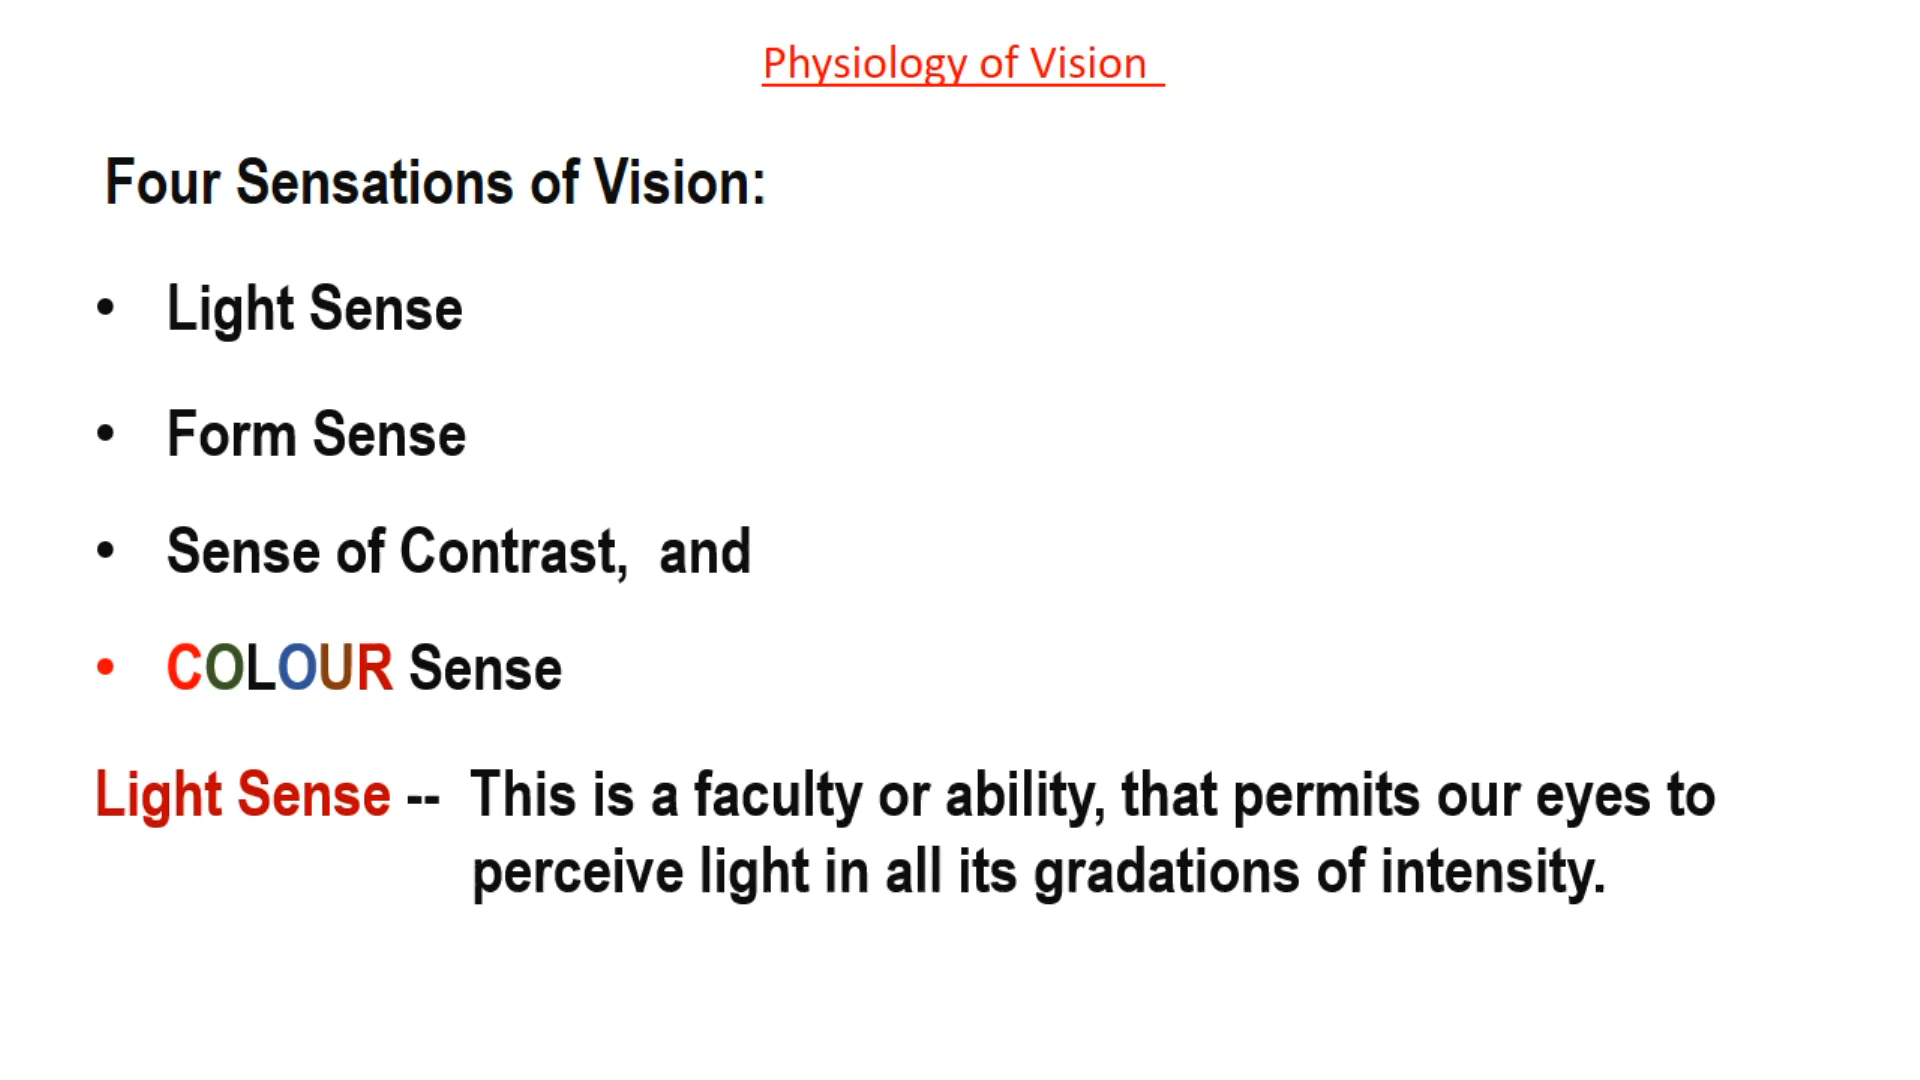 Physiology of Vision
Four Sensations of Vision:
• Light Sense
• Form Sense
• Sense of Contrast,  and
• COLOUR Sense
Light Sense --  This is a faculty or ability, that permits our eyes to
perceive light in all its gradations of intensity.